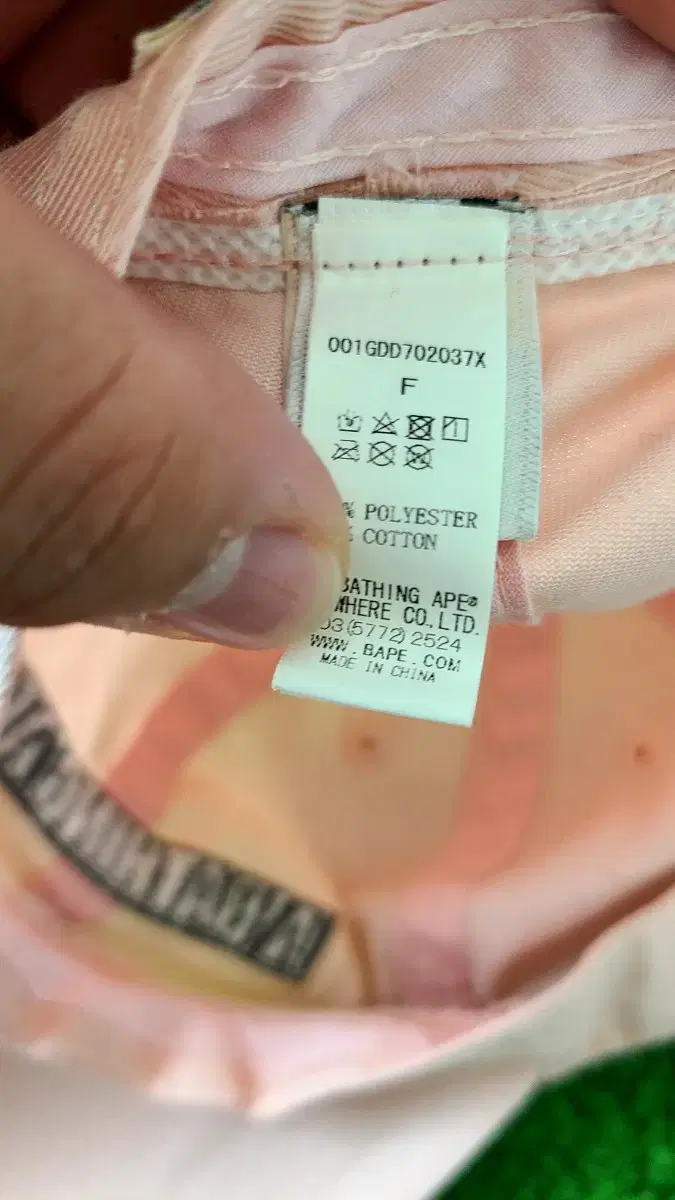 001GDD702037X
F
% POLYESTER
COTTON
BATHING APE®
WHERE CO.LTD.
03(5772)2524
WWW.BAPE.COM
MADE IN CHINA